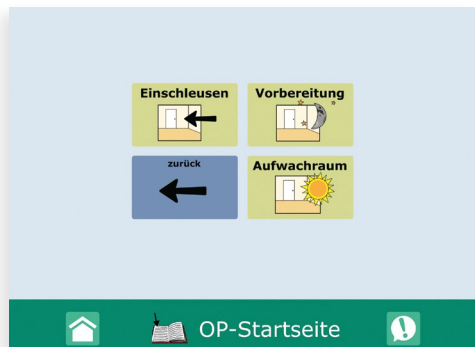 Einschleusen
Vorbereitung
zurück
Aufwachraum
OP-Startseite